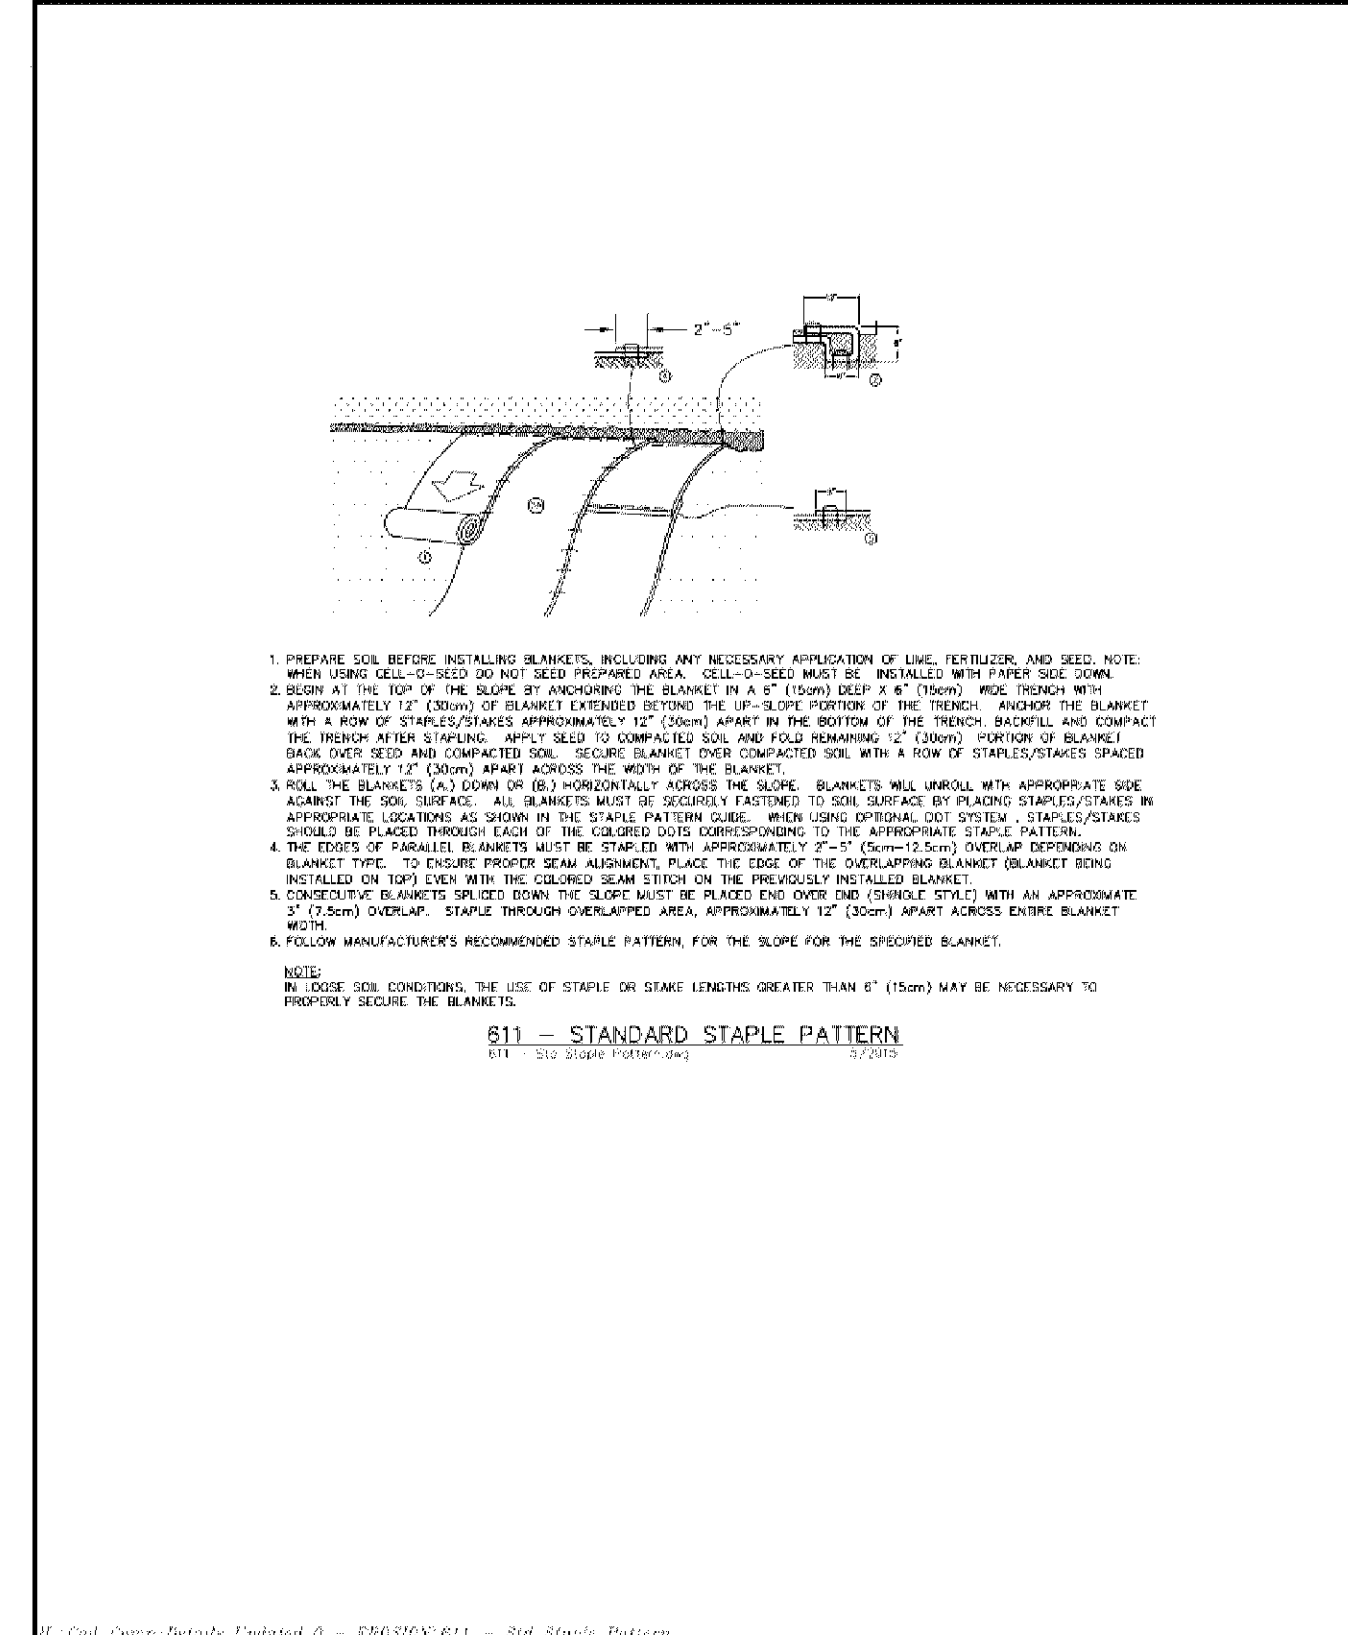 2"-5"
1. PREPARE SOIL BEFORE INSTALLING BLANKETS, INCLUDING ANY NECESSARY APPLICATION OF LIME, FERTILIZER, AND SEED. NOTE:
WHEN USING CELL-O-SEED DO NOT SEED PREPARED AREA. CELL-O-SEED MUST BE INSTALLED WITH PAPER SIDE DOWN.
2. BEGIN AT THE TOP OF THE SLOPE BY ANCHORING THE BLANKET IN A 6" (15cm) DEEP X 6" (15cm) WIDE TRENCH WITH
APPROXIMATELY 12" (30cm) OF BLANKET EXTENDED BEYOND THE UP-SLOPE PORTION OF THE TRENCH. ANCHOR THE BLANKET
WITH A ROW OF STAPLES/STAKES APPROXIMATELY 12" (30cm) APART IN THE BOTTOM OF THE TRENCH. BACKFILL AND COMPACT
THE TRENCH AFTER STAPLING. APPLY SEED TO COMPACTED SOIL AND FOLD REMAINING 12" (30cm) PORTION OF BLANKET
BACK OVER SEED AND COMPACTED SOIL. SECURE BLANKET OVER COMPACTED SOIL WITH A ROW OF STAPLES/STAKES SPACED
APPROXIMATELY 12" (30cm) APART ACROSS THE WIDTH OF THE BLANKET.
3. ROLL THE BLANKETS (A.) DOWN OR (B.) HORIZONTALLY ACROSS THE SLOPE. BLANKETS WILL UNROLL WITH APPROPRIATE SIDE
AGAINST THE SOIL SURFACE. ALL BLANKETS MUST BE SECURELY FASTENED TO SOIL SURFACE BY PLACING STAPLES/STAKES IN
APPROPRIATE LOCATIONS AS SHOWN IN THE STAPLE PATTERN GUIDE. WHEN USING OPTIONAL DOT SYSTEM , STAPLES/STAKES
SHOULD BE PLACED THROUGH EACH OF THE COLORED DOTS CORRESPONDING TO THE APPROPRIATE STAPLE PATTERN.
4. THE EDGES OF PARALLEL BLANKETS MUST BE STAPLED WITH APPROXIMATELY 2"-5" (5cm-12.5cm) OVERLAP DEPENDING ON
BLANKET TYPE. TO ENSURE PROPER SEAM ALIGNMENT, PLACE THE EDGE OF THE OVERLAPPING BLANKET (BLANKET BEING
INSTALLED ON TOP) EVEN WITH THE COLORED SEAM STITCH ON THE PREVIOUSLY INSTALLED BLANKET.
5. CONSECUTIVE BLANKETS SPLICED DOWN THE SLOPE MUST BE PLACED END OVER END (SHINGLE STYLE) WITH AN APPROXIMATE
3" (7.5cm) OVERLAP. STAPLE THROUGH OVERLAPPED AREA, APPROXIMATELY 12" (30cm) APART ACROSS ENTIRE BLANKET
WIDTH.
6. FOLLOW MANUFACTURER'S RECOMMENDED STAPLE PATTERN, FOR THE SLOPE FOR THE SPECIFIED BLANKET.
NOTE:
IN LOOSE SOIL CONDITIONS, THE USE OF STAPLE OR STAKE LENGTHS GREATER THAN 6" (15cm) MAY BE NECESSARY TO
PROPERLY SECURE THE BLANKETS.
611 - STANDARD STAPLE PATTERN
611 - Std Staple Pattern.dwg
Details Updated - EROSION\611 - Std Staple Pattern